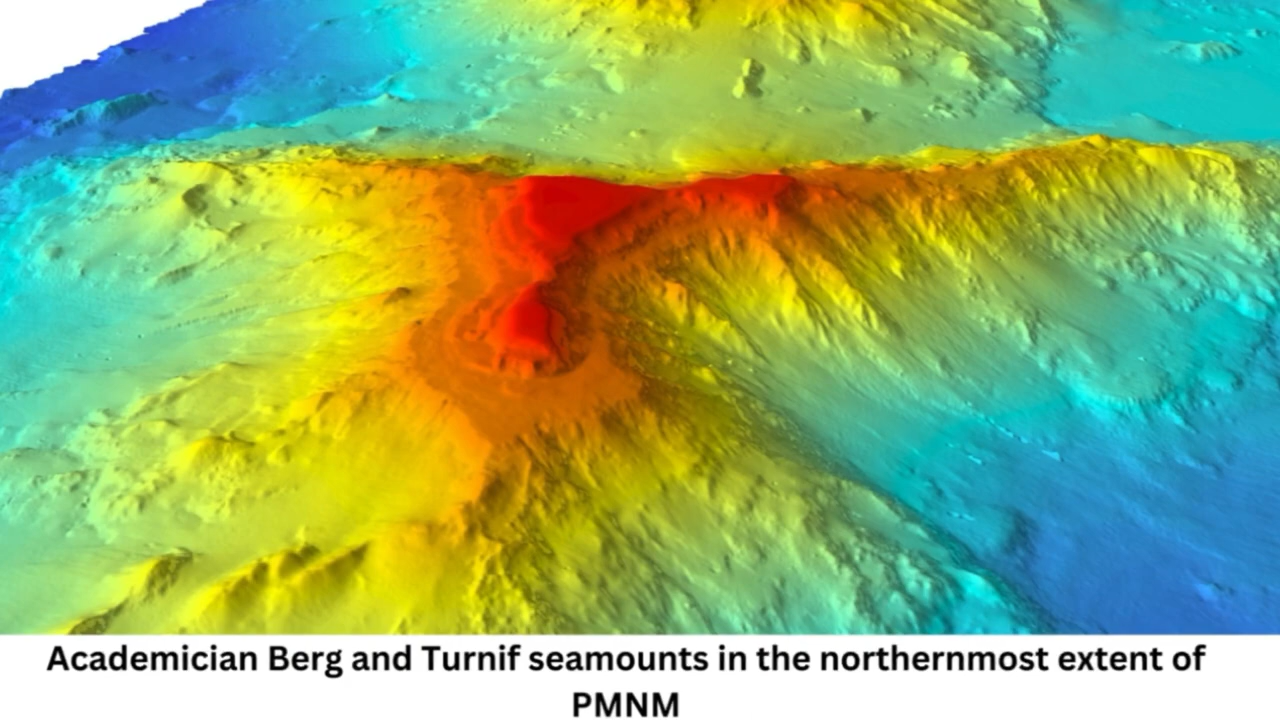 Academician Berg and Turnif seamounts in the northernmost extent of
PMNM